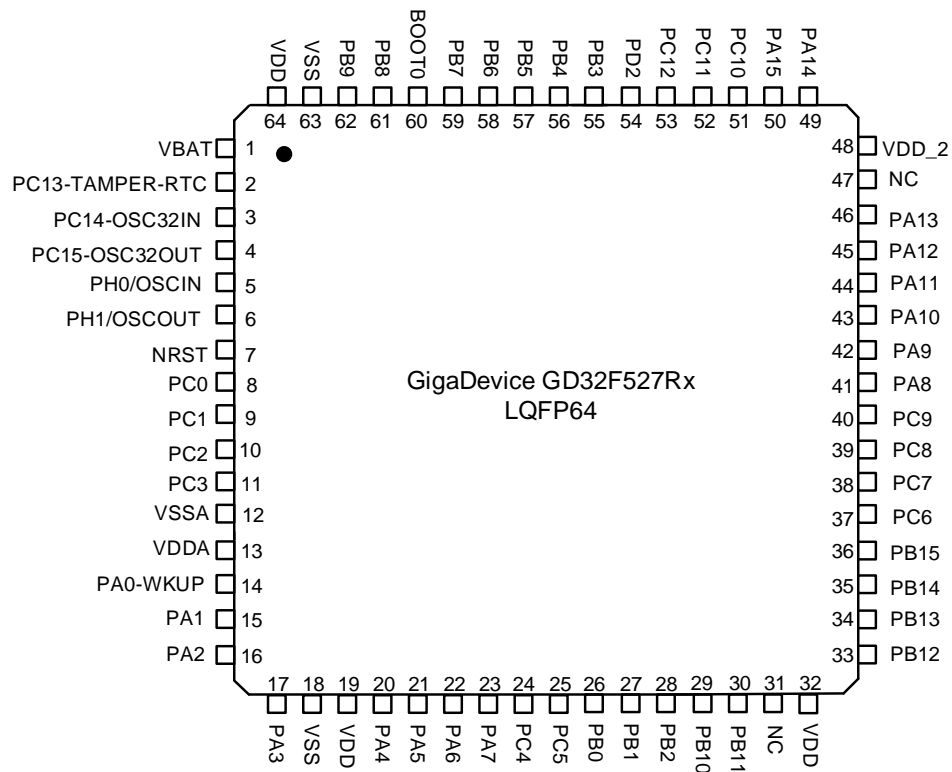 VDD
VSS
PB9
PB8
BOOT0
PB7
PB6
PB5
PB4
PB3
PD2
PC12
PC11
PC10
PA15
PA14
64 63 62 61 60 59 58 57 56 55 54 53 52 51 50 49
VBAT 1
PC13-TAMPER-RTC 2
PC14-OSC32IN 3
PC15-OSC32OUT 4
PH0/OSCIN 5
PH1/OSCOUT 6
NRST 7
PC0 8
PC1 9
PC2 10
PC3 11
VSSA 12
VDDA 13
PA0-WKUP 14
PA1 15
PA2 16
GigaDevice GD32F527Rx
LQFP64
48 VDD_2
47 NC
46 PA13
45 PA12
44 PA11
43 PA10
42 PA9
41 PA8
40 PC9
39 PC8
38 PC7
37 PC6
36 PB15
35 PB14
34 PB13
33 PB12
17 18 19 20 21 22 23 24 25 26 27 28 29 30 31 32
PA3
VSS
VDD
PA4
PA5
PA6
PA7
PC4
PC5
PB0
PB1
PB2
PB10
PB11
NC
VDD